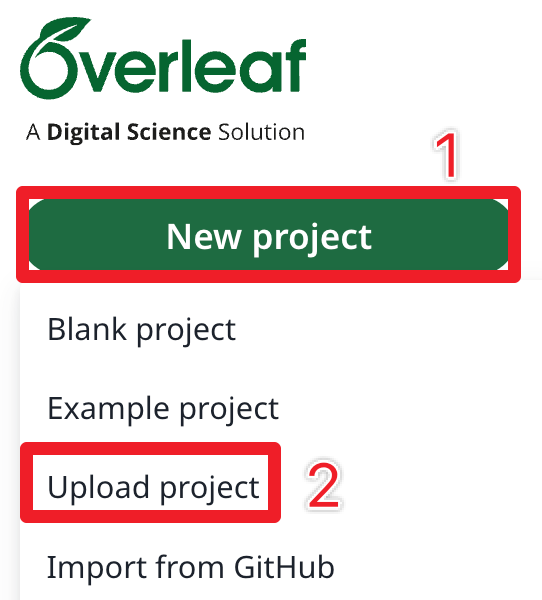 Overleaf
A Digital Science Solution
1
New project
Blank project
Example project
Upload project
2
Import from GitHub